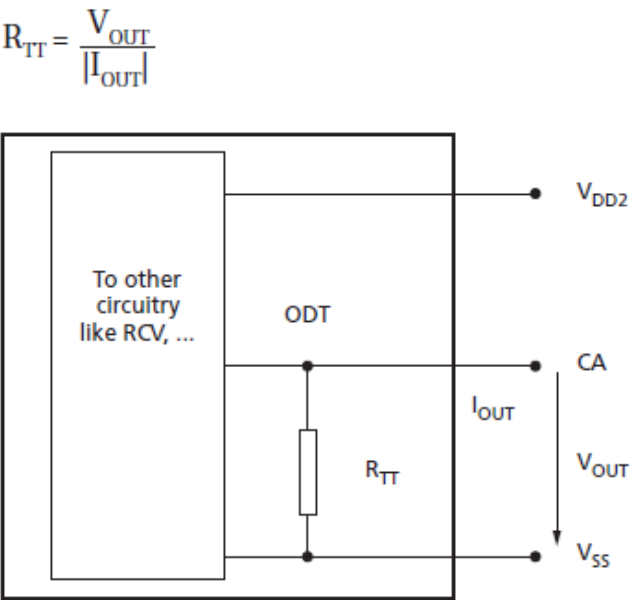 R_TT = V_OUT / |I_OUT|
V_DD2
To other
circuitry
like RCV, ...
ODT
CA
I_OUT
R_TT
V_OUT
V_SS